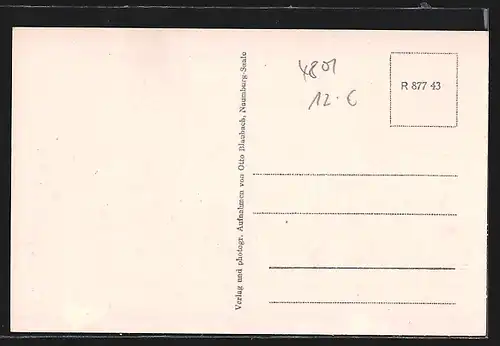 4801
12.-€
R 877 43
Verlag und photogr. Aufnahmen von Otto Blaubach, Naumburg-Saale